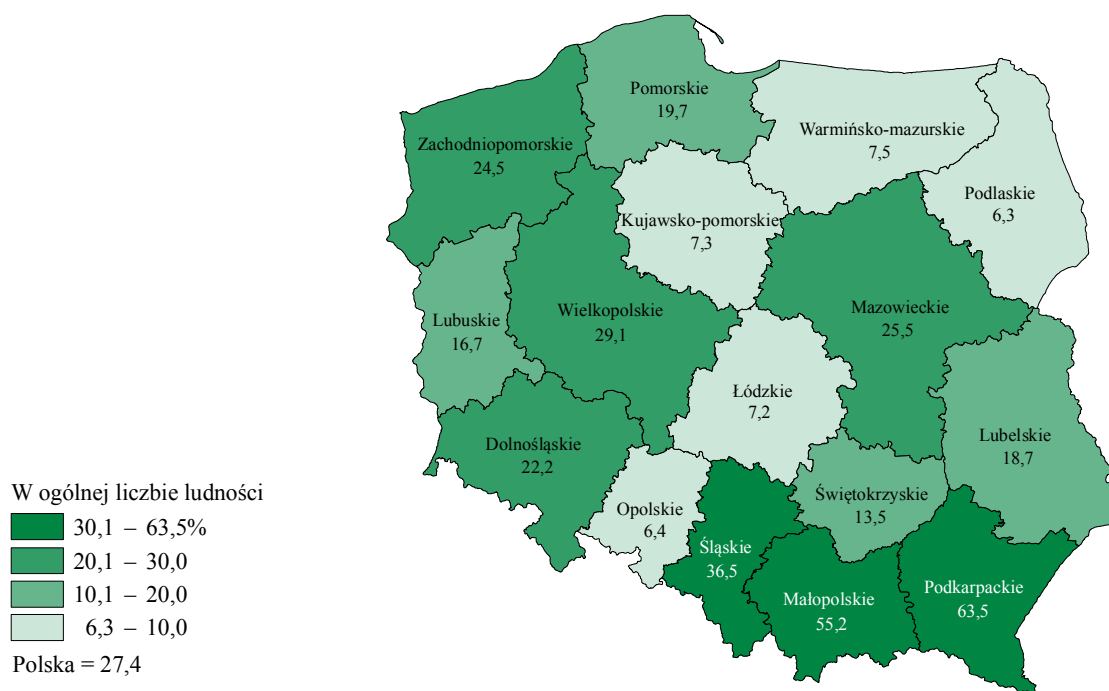 Pomorskie
19,7
Warmińsko-mazurskie
7,5
Zachodniopomorskie
24,5
Podlaskie
6,3
Kujawsko-pomorskie
7,3
Mazowieckie
25,5
Wielkopolskie
29,1
Lubuskie
16,7
Łódzkie
7,2
Lubelskie
18,7
Dolnośląskie
22,2
Świętokrzyskie
13,5
Opolskie
6,4
Śląskie
36,5
Małopolskie
55,2
Podkarpackie
63,5
W ogólnej liczbie ludności
30,1 – 63,5%
20,1 – 30,0
10,1 – 20,0
6,3 – 10,0
Polska = 27,4